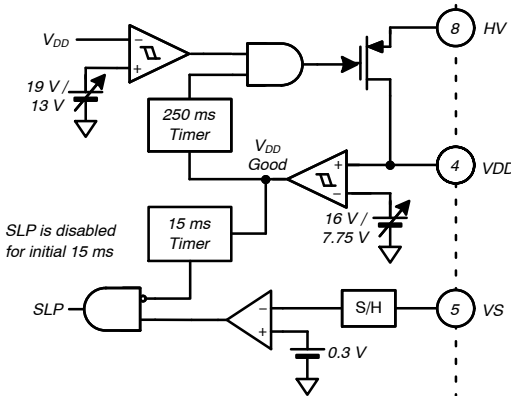 V_DD
−
+
19 V /
13 V
8
HV
250 ms
Timer
V_DD
Good
+
−
4
VDD
16 V /
7.75 V
SLP is disabled
for initial 15 ms
15 ms
Timer
SLP
−
+
S/H
5
VS
0.3 V